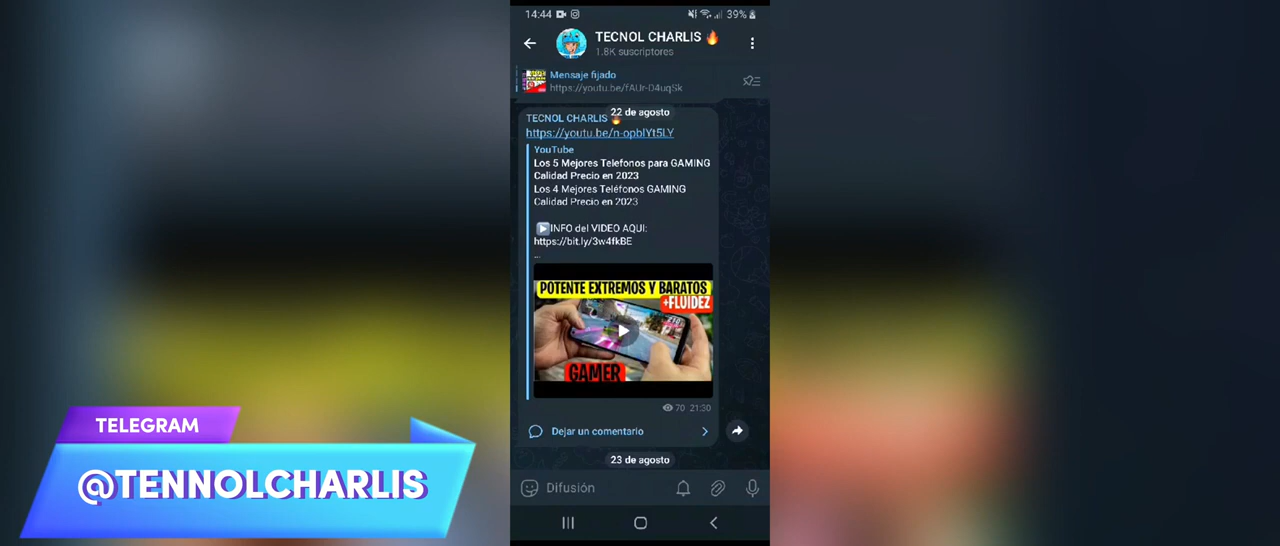 14:44 39%
TECNOL CHARLIS 🔥
1.8K suscriptores
Mensaje fijado
https://youtu.be/fAUr-04uqSk
22 de agosto
TECNOL CHARLIS 🔥
https://youtu.be/n-opblYt5LY
YouTube
Los 5 Mejores Telefonos para GAMING
Calidad Precio en 2023
Los 4 Mejores Teléfonos GAMING
Calidad Precio en 2023
▶️INFO del VIDEO AQUI:
https://bit.ly/3w4fkBE
...
POTENTE EXTREMOS Y BARATOS
+FLUIDEZ
GAMER
70 21:30
Dejar un comentario
23 de agosto
Difusión
TELEGRAM
@TENNOLCHARLIS